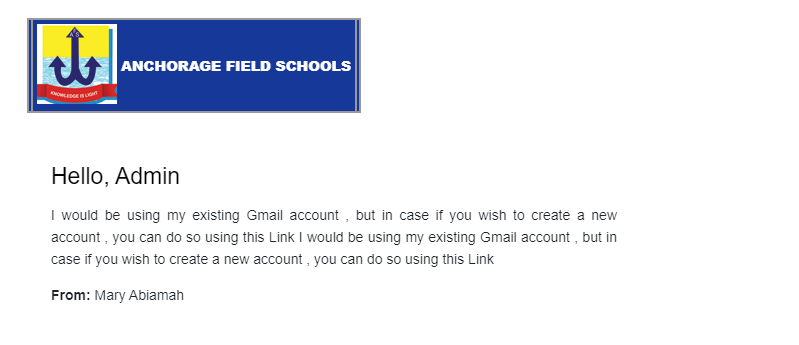 A S
KNOWLEDGE IS LIGHT
ANCHORAGE FIELD SCHOOLS
Hello, Admin
I would be using my existing Gmail account , but in case if you wish to create a new
account , you can do so using this Link I would be using my existing Gmail account , but in
case if you wish to create a new account , you can do so using this Link
From: Mary Abiamah